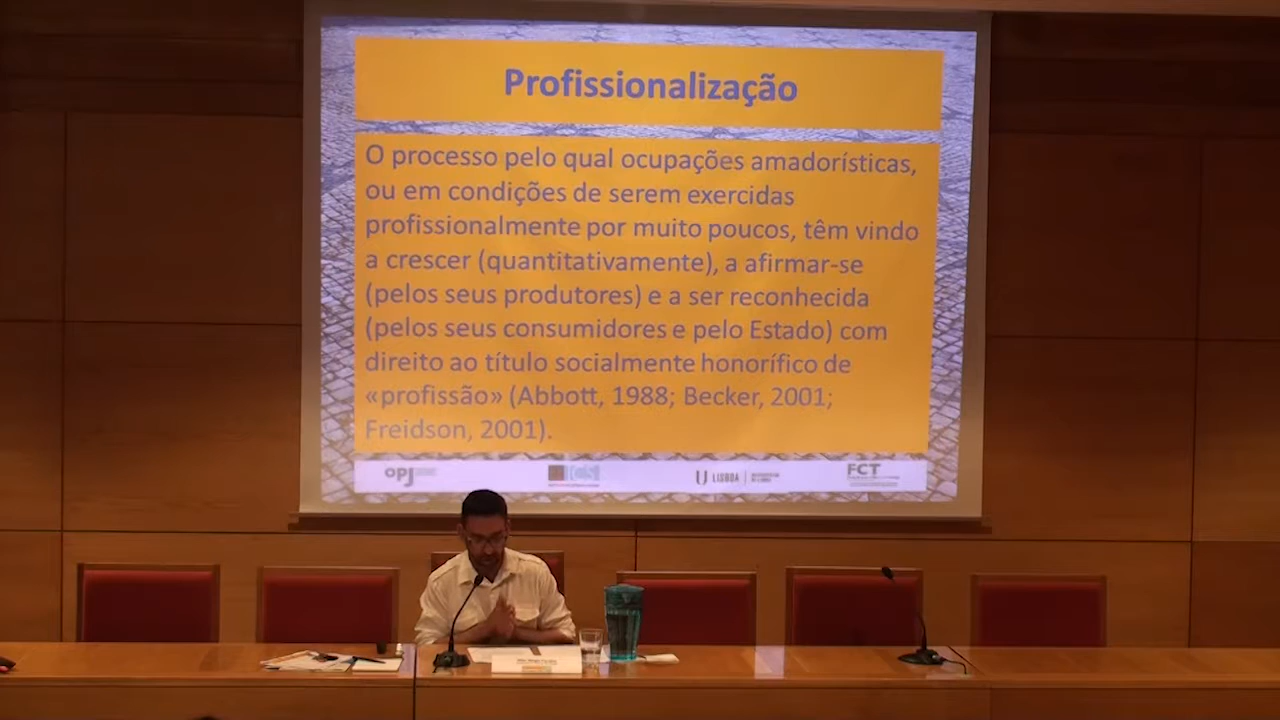 Profissionalização
O processo pelo qual ocupações amadorísticas,
ou em condições de serem exercidas
profissionalmente por muito poucos, têm vindo
a crescer (quantitativamente), a afirmar-se
(pelos seus produtores) e a ser reconhecida
(pelos seus consumidores e pelo Estado) com
direito ao título socialmente honorífico de
«profissão» (Abbott, 1988; Becker, 2001;
Freidson, 2001).
OPJ
LISBOA
FCT